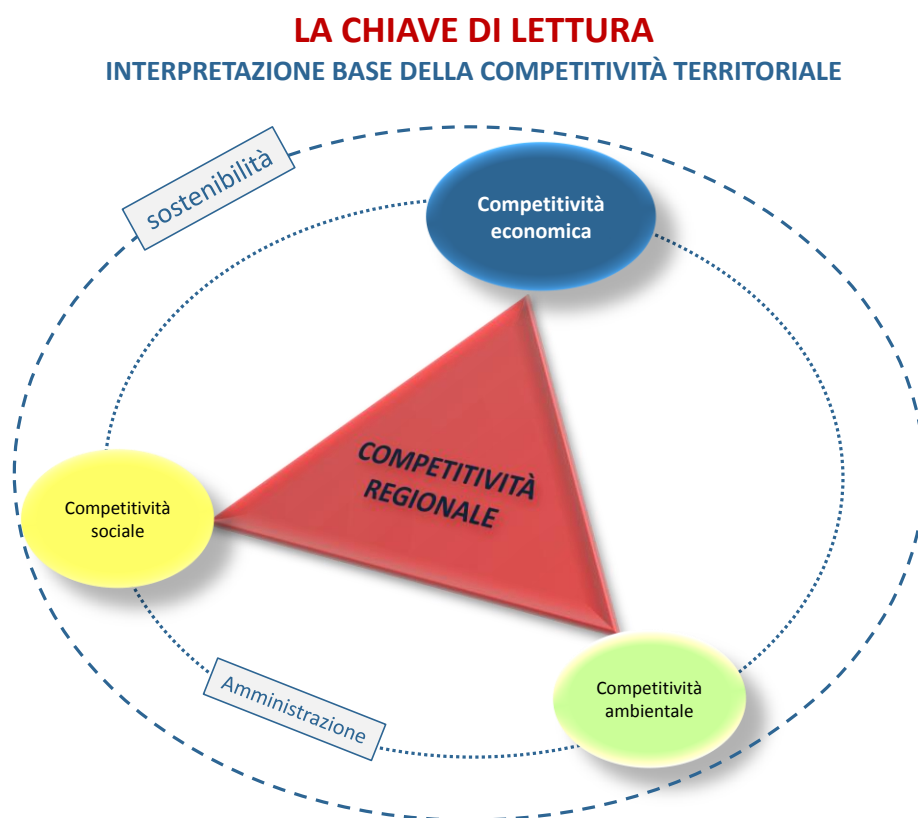 LA CHIAVE DI LETTURA
INTERPRETAZIONE BASE DELLA COMPETITIVITÀ TERRITORIALE
sostenibilità
Competitività
economica
COMPETITIVITÀ
REGIONALE
Competitività
sociale
Amministrazione
Competitività
ambientale